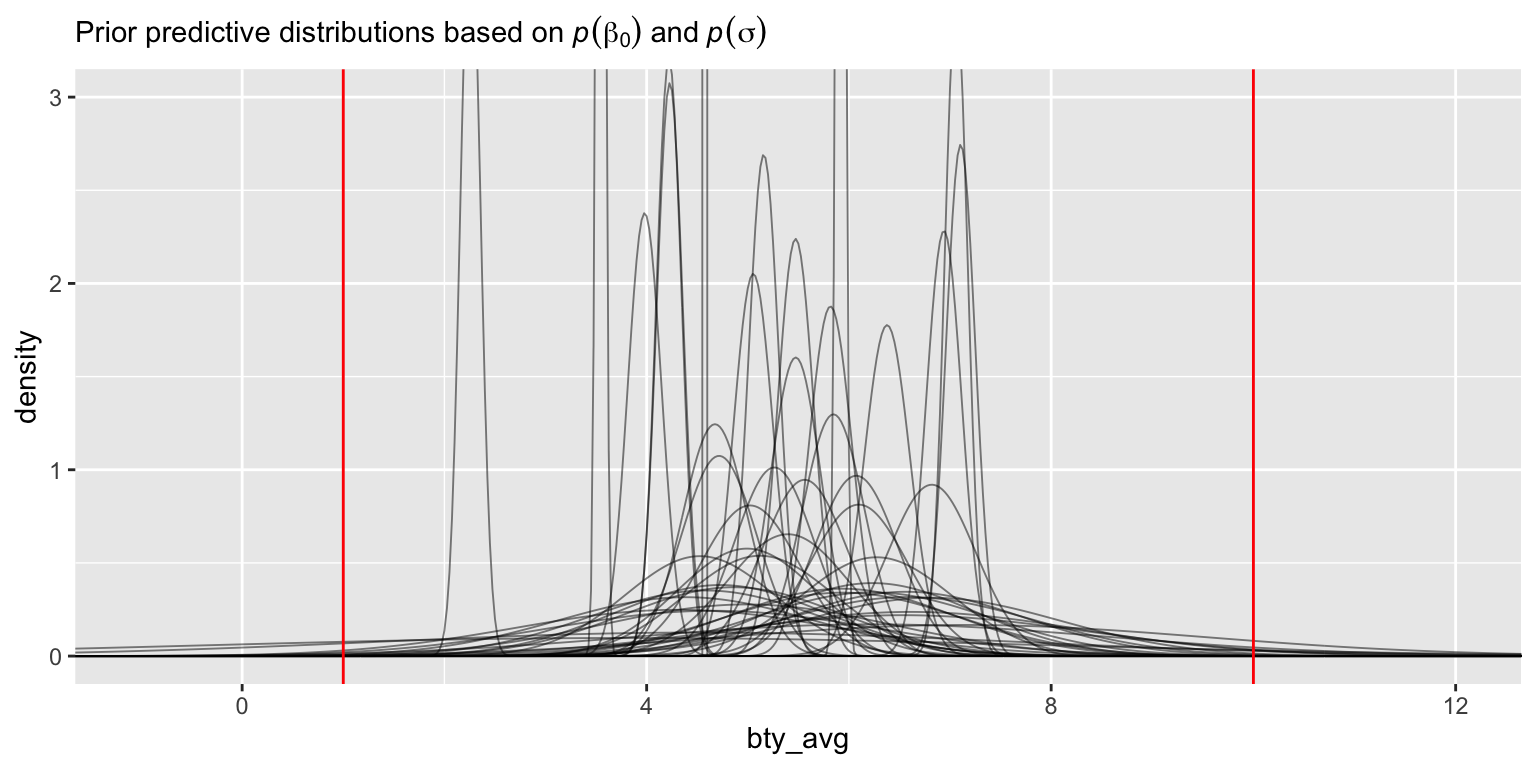 Prior predictive distributions based on p(β₀) and p(σ)
3
2
1
0
density
0 4 8 12
bty_avg